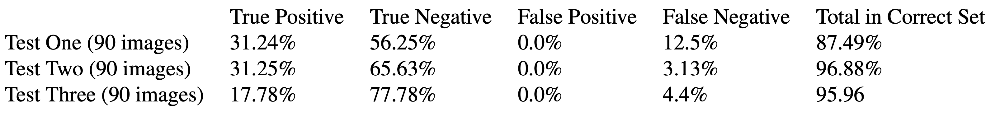 True Positive True Negative False Positive False Negative Total in Correct Set
Test One (90 images) 31.24% 56.25% 0.0% 12.5% 87.49%
Test Two (90 images) 31.25% 65.63% 0.0% 3.13% 96.88%
Test Three (90 images) 17.78% 77.78% 0.0% 4.4% 95.96